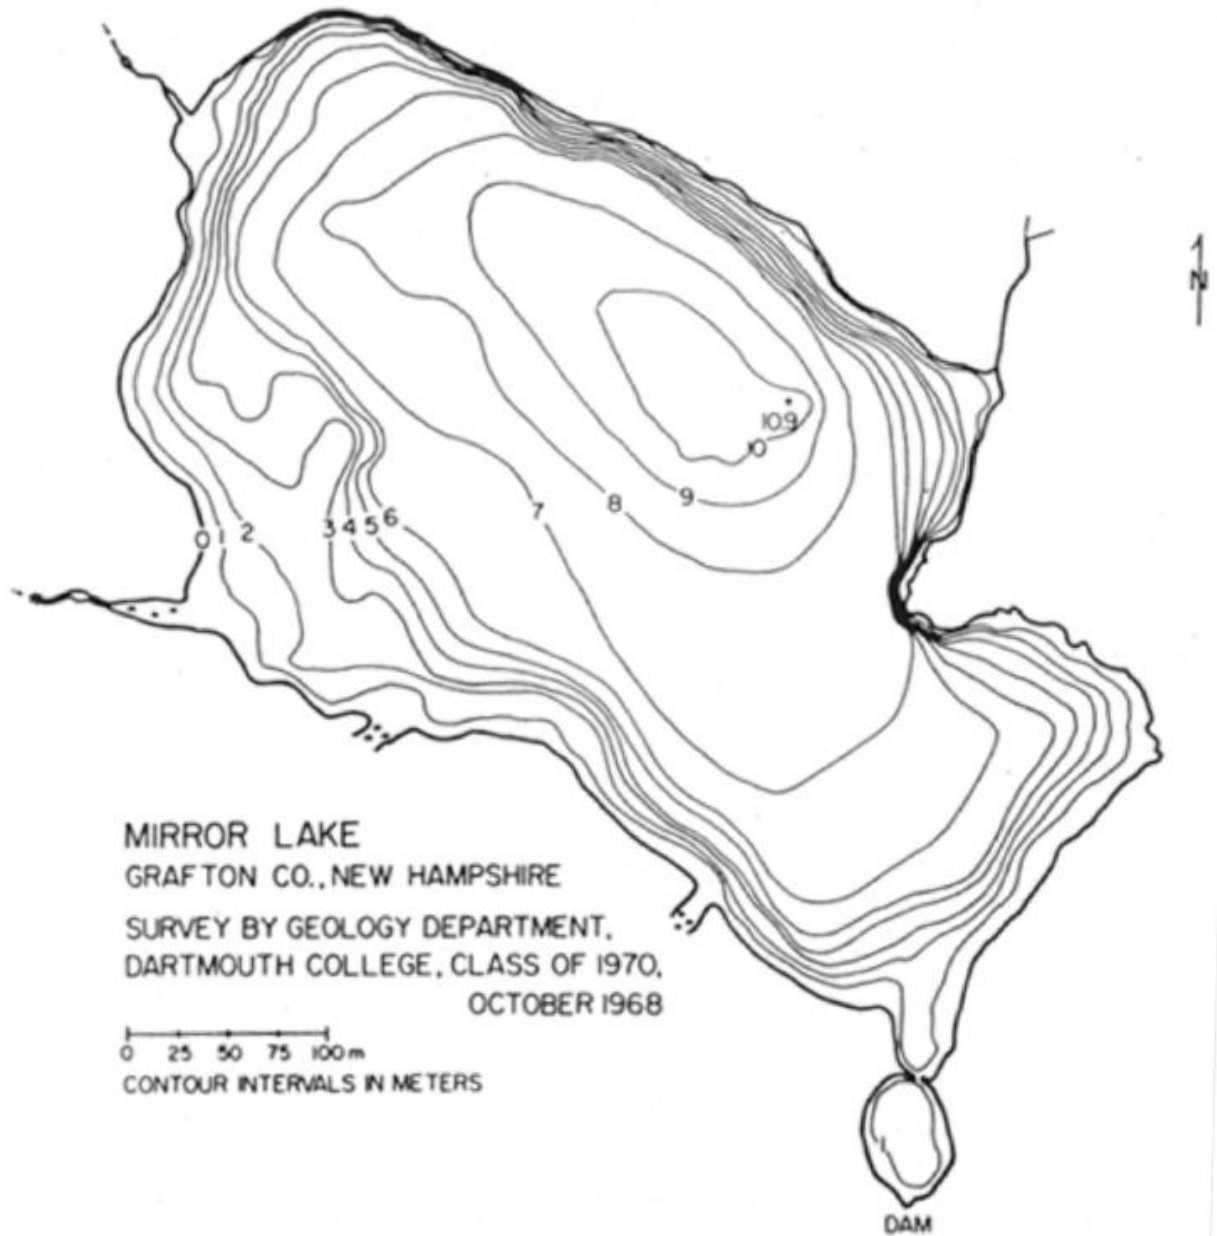 N
10.9
10
9
8
7
0 1 2 3 4 5 6
MIRROR LAKE
GRAFTON CO., NEW HAMPSHIRE
SURVEY BY GEOLOGY DEPARTMENT,
DARTMOUTH COLLEGE, CLASS OF 1970,
OCTOBER 1968
0 25 50 75 100 m
CONTOUR INTERVALS IN METERS
1
DAM